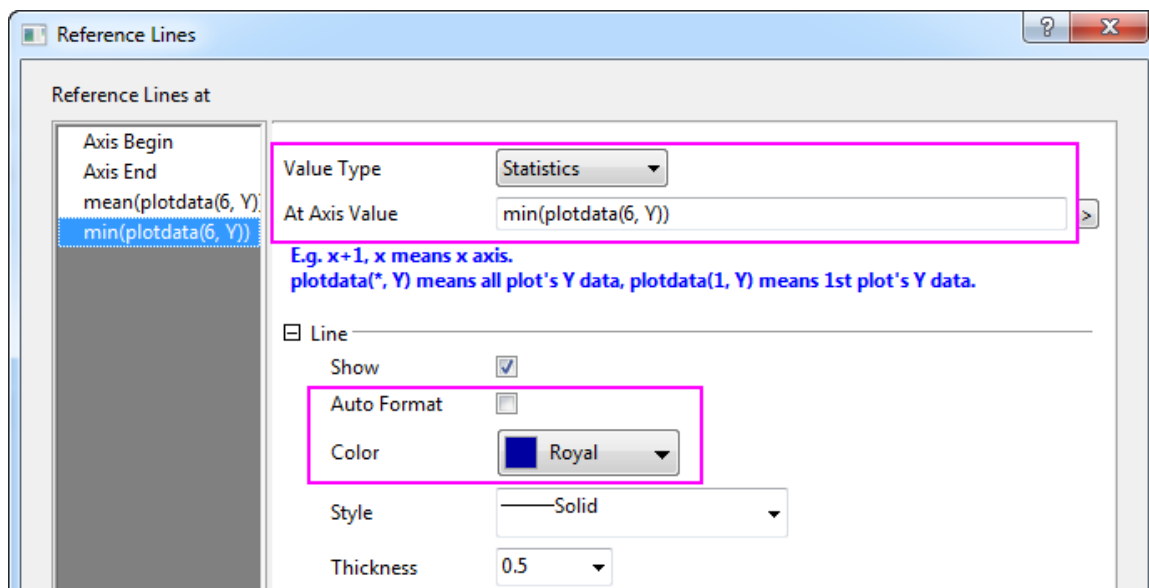 Reference Lines
?
X
Reference Lines at
Axis Begin
Axis End
mean(plotdata(6, Y))
min(plotdata(6, Y))
Value Type Statistics
At Axis Value min(plotdata(6, Y)) >
E.g. x+1, x means x axis.
plotdata(*, Y) means all plot's Y data, plotdata(1, Y) means 1st plot's Y data.
Line
Show
Auto Format
Color Royal
Style Solid
Thickness 0.5